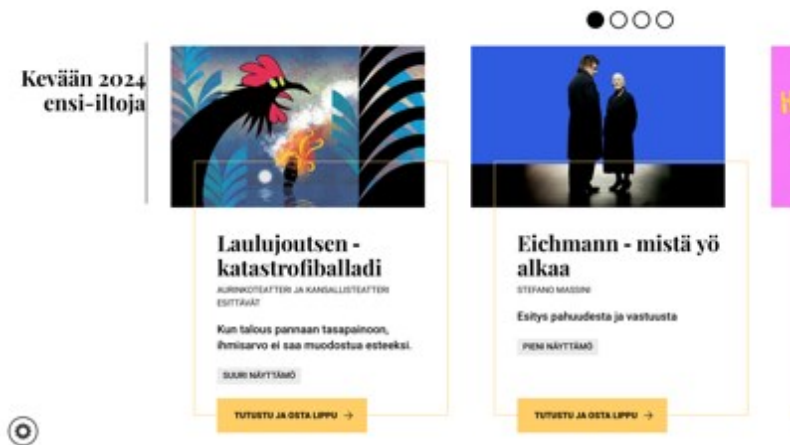 Kevään 2024
ensi-iltoja
Laulujoutsen -
katastrofiballadi
AURINKOTEATTERI JA KANSALLISTEATTERI
ESITTÄVÄT
Kun talous pannaan tasapainoon,
ihmisarvo ei saa muodostua esteeksi.
SUURI NÄYTTÄMÖ
TUTUSTU JA OSTA LIPPU →
Eichmann - mistä yö
alkaa
STEFANO MASSINI
Esitys pahuudesta ja vastuusta
PIENI NÄYTTÄMÖ
TUTUSTU JA OSTA LIPPU →